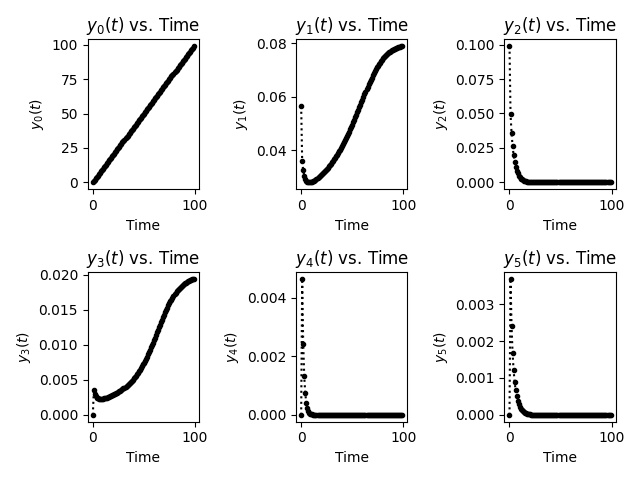 y₀(t) vs. Time
y₁(t) vs. Time
y₂(t) vs. Time
100
75
50
25
0
y₀(t)
0
100
Time
0.08
0.06
0.04
y₁(t)
0
100
Time
0.100
0.075
0.050
0.025
0.000
y₂(t)
0
100
Time
y₃(t) vs. Time
y₄(t) vs. Time
y₅(t) vs. Time
0.020
0.015
0.010
0.005
0.000
y₃(t)
0
100
Time
0.004
0.002
0.000
y₄(t)
0
100
Time
0.003
0.002
0.001
0.000
y₅(t)
0
100
Time